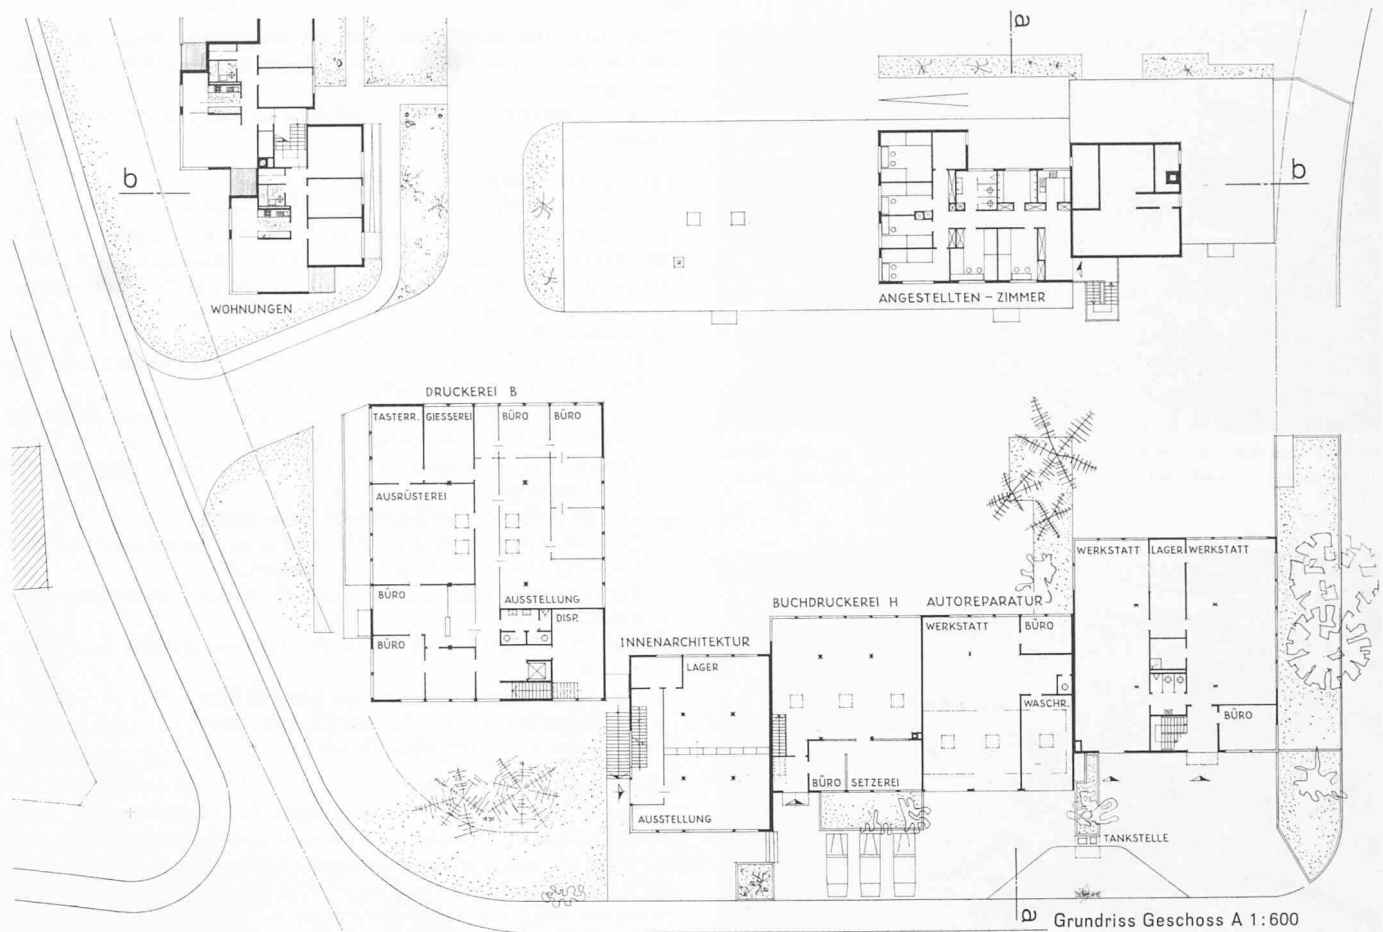 a
b
b
WOHNUNGEN
ANGESTELLTEN – ZIMMER
DRUCKEREI B
TASTERR. GIESSEREI BÜRO BÜRO
AUSRÜSTEREI
BÜRO
AUSSTELLUNG
DISP.
BÜRO
INNENARCHITEKTUR
LAGER
AUSSTELLUNG
BUCHDRUCKEREI H
BÜRO SETZEREI
AUTOREPARATUR
WERKSTATT BÜRO
WASCHR.
WERKSTATT LAGER WERKSTATT
BÜRO
TANKSTELLE
a
Grundriss Geschoss A 1:600